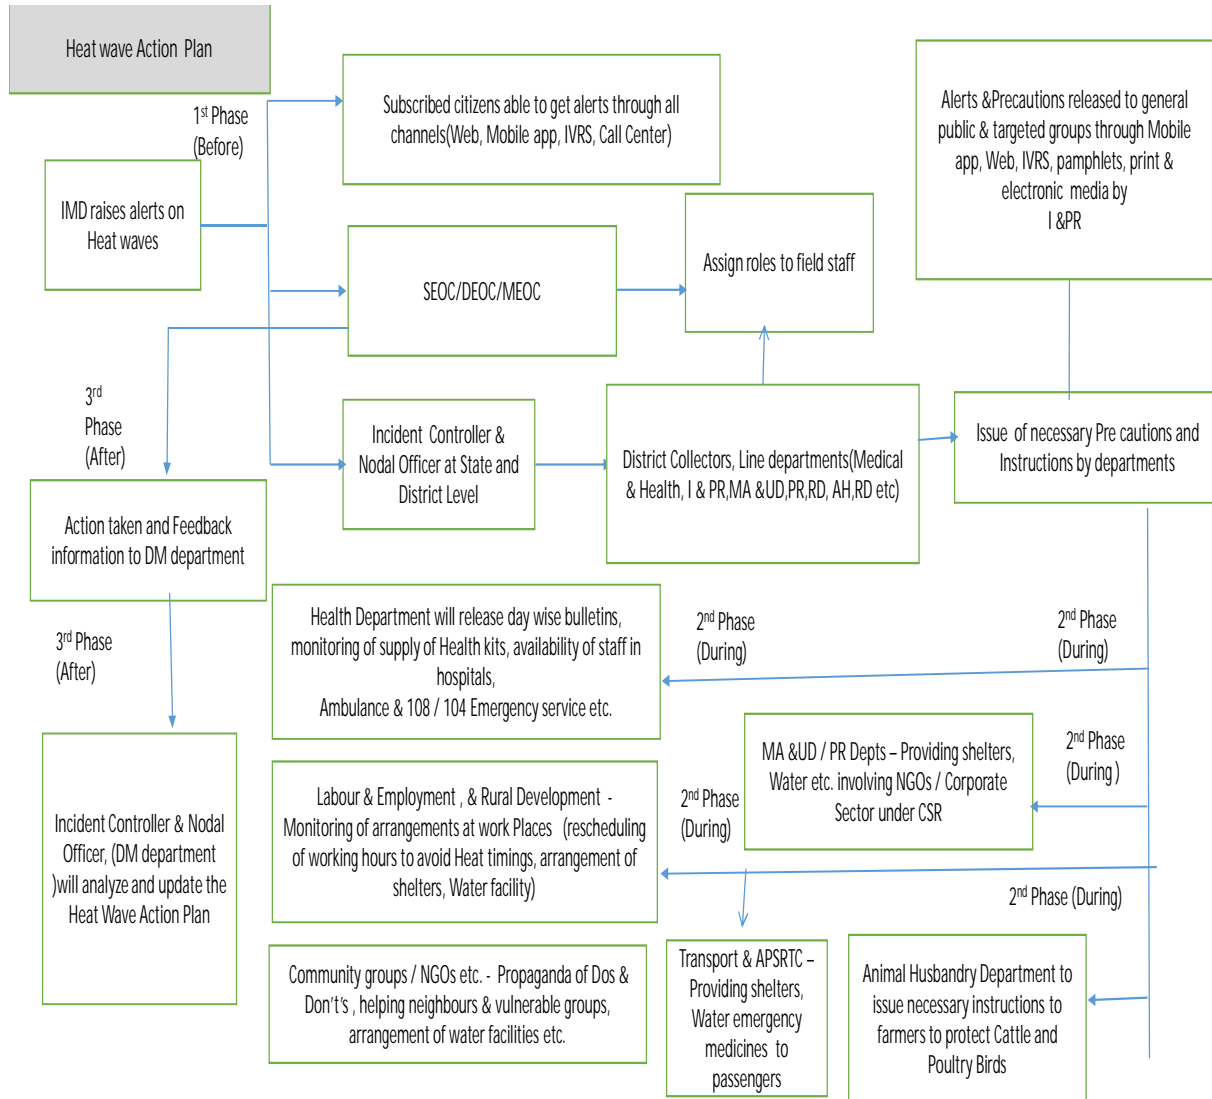 Heat wave Action Plan
1st Phase
(Before)
IMD raises alerts on
Heat waves
Subscribed citizens able to get alerts through all
channels(Web, Mobile app, IVRS, Call Center)
Alerts &Precautions released to general
public & targeted groups through Mobile
app, Web, IVRS, pamphlets, print &
electronic media by
I &PR
SEOC/DEOC/MEOC
Assign roles to field staff
3rd
Phase
(After)
Incident Controller &
Nodal Officer at State and
District Level
District Collectors, Line departments(Medical
& Health, I & PR,MA &UD,PR,RD, AH,RD etc)
Issue of necessary Pre cautions and
Instructions by departments
Action taken and Feedback
information to DM department
3rd Phase
(After)
Health Department will release day wise bulletins,
monitoring of supply of Health kits, availability of staff in
hospitals,
Ambulance & 108 / 104 Emergency service etc.
2nd Phase
(During)
2nd Phase
(During)
MA &UD / PR Depts – Providing shelters,
Water etc. involving NGOs / Corporate
Sector under CSR
2nd Phase
(During )
Incident Controller & Nodal
Officer, (DM department
)will analyze and update the
Heat Wave Action Plan
Labour & Employment , & Rural Development -
Monitoring of arrangements at work Places (rescheduling
of working hours to avoid Heat timings, arrangement of
shelters, Water facility)
2nd Phase
(During)
2nd Phase (During)
Community groups / NGOs etc. - Propaganda of Dos &
Don't's , helping neighbours & vulnerable groups,
arrangement of water facilities etc.
Transport & APSRTC –
Providing shelters,
Water emergency
medicines to
passengers
Animal Husbandry Department to
issue necessary instructions to
farmers to protect Cattle and
Poultry Birds